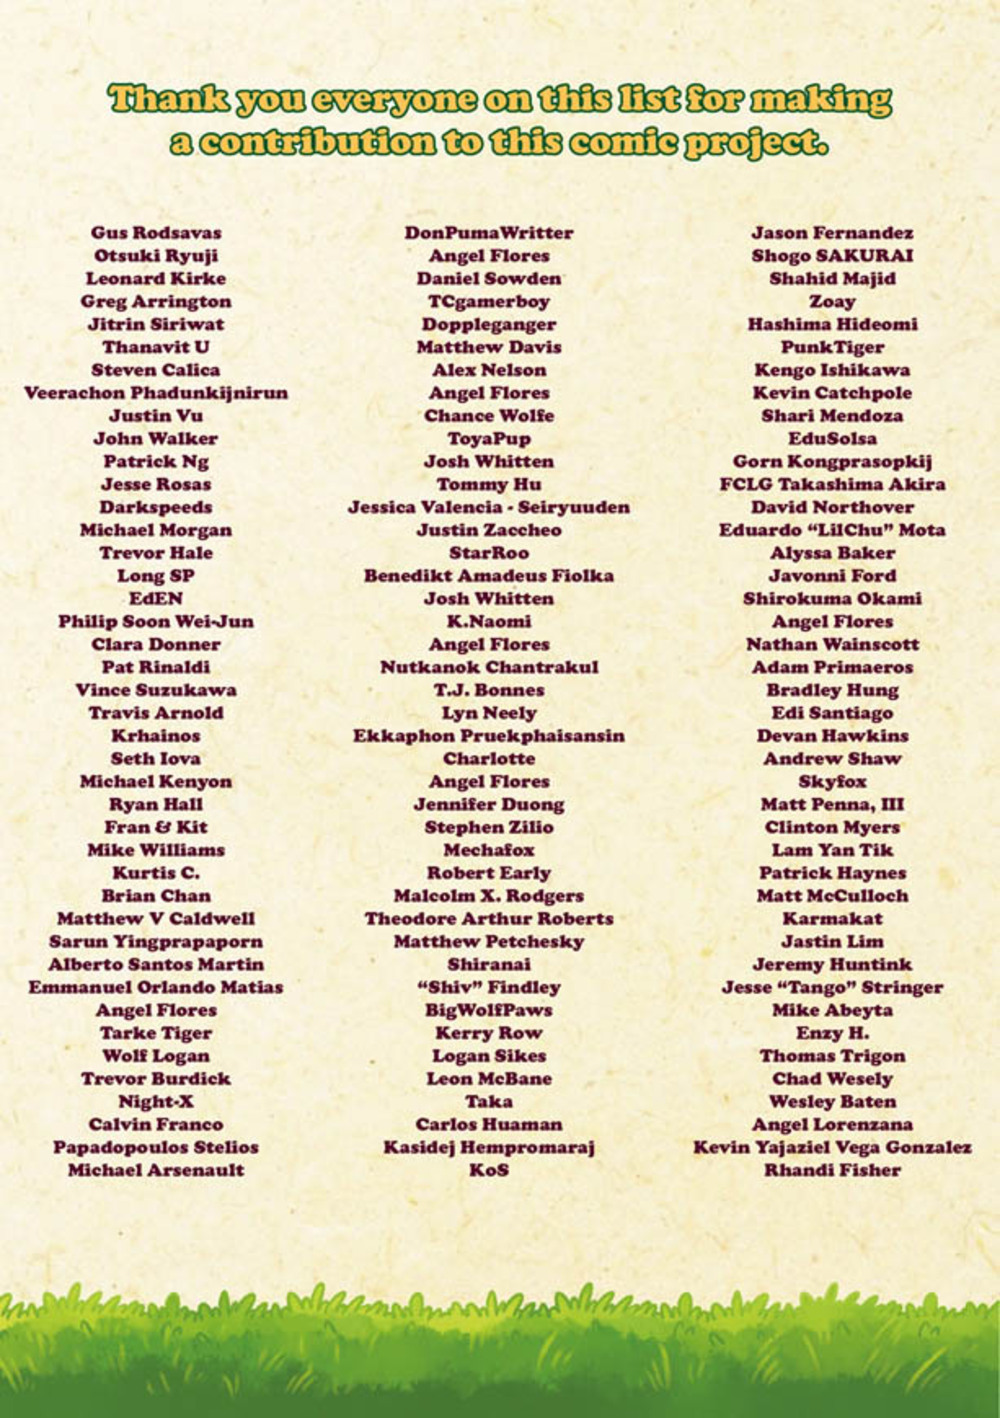 Thank you everyone on this list for making
a contribution to this comic project.
Gus Rodsavas
Otsuki Ryuji
Leonard Kirke
Greg Arrington
Jitrin Siriwat
Thanavit U
Steven Calica
Veerachon Phadunkijnirun
Justin Vu
John Walker
Patrick Ng
Jesse Rosas
Darkspeeds
Michael Morgan
Trevor Hale
Long SP
EdEN
Philip Soon Wei-Jun
Clara Donner
Pat Rinaldi
Vince Suzukawa
Travis Arnold
Krhainos
Seth Iova
Michael Kenyon
Ryan Hall
Fran & Kit
Mike Williams
Kurtis C.
Brian Chan
Matthew V Caldwell
Sarun Yingprapaporn
Alberto Santos Martin
Emmanuel Orlando Matias
Angel Flores
Tarke Tiger
Wolf Logan
Trevor Burdick
Night-X
Calvin Franco
Papadopoulos Stelios
Michael Arsenault
DonPumaWritter
Angel Flores
Daniel Sowden
TCgamerboy
Doppleganger
Matthew Davis
Alex Nelson
Angel Flores
Chance Wolfe
ToyaPup
Josh Whitten
Tommy Hu
Jessica Valencia - Seiryuuden
Justin Zaccheo
StarRoo
Benedikt Amadeus Fiolka
Josh Whitten
K.Naomi
Angel Flores
Nutkanok Chantrakul
T.J. Bonnes
Lyn Neely
Ekkaphon Pruekphaisansin
Charlotte
Angel Flores
Jennifer Duong
Stephen Zilio
Mechafox
Robert Early
Malcolm X. Rodgers
Theodore Arthur Roberts
Matthew Petchesky
Shiranai
“Shiv” Findley
BigWolfPaws
Kerry Row
Logan Sikes
Leon McBane
Taka
Carlos Huaman
Kasidej Hempromaraj
KoS
Jason Fernandez
Shogo SAKURAI
Shahid Majid
Zoay
Hashima Hideomi
PunkTiger
Kengo Ishikawa
Kevin Catchpole
Shari Mendoza
EduSolsa
Gorn Kongprasopkij
FCLG Takashima Akira
David Northover
Eduardo “LilChu” Mota
Alyssa Baker
Javonni Ford
Shirokuma Okami
Angel Flores
Nathan Wainscott
Adam Primaeros
Bradley Hung
Edi Santiago
Devan Hawkins
Andrew Shaw
Skyfox
Matt Penna, III
Clinton Myers
Lam Yan Tik
Patrick Haynes
Matt McCulloch
Karmakat
Jastin Lim
Jeremy Huntink
Jesse “Tango” Stringer
Mike Abeyta
Enzy H.
Thomas Trigon
Chad Wesely
Wesley Baten
Angel Lorenzana
Kevin Yajaziel Vega Gonzalez
Rhandi Fisher